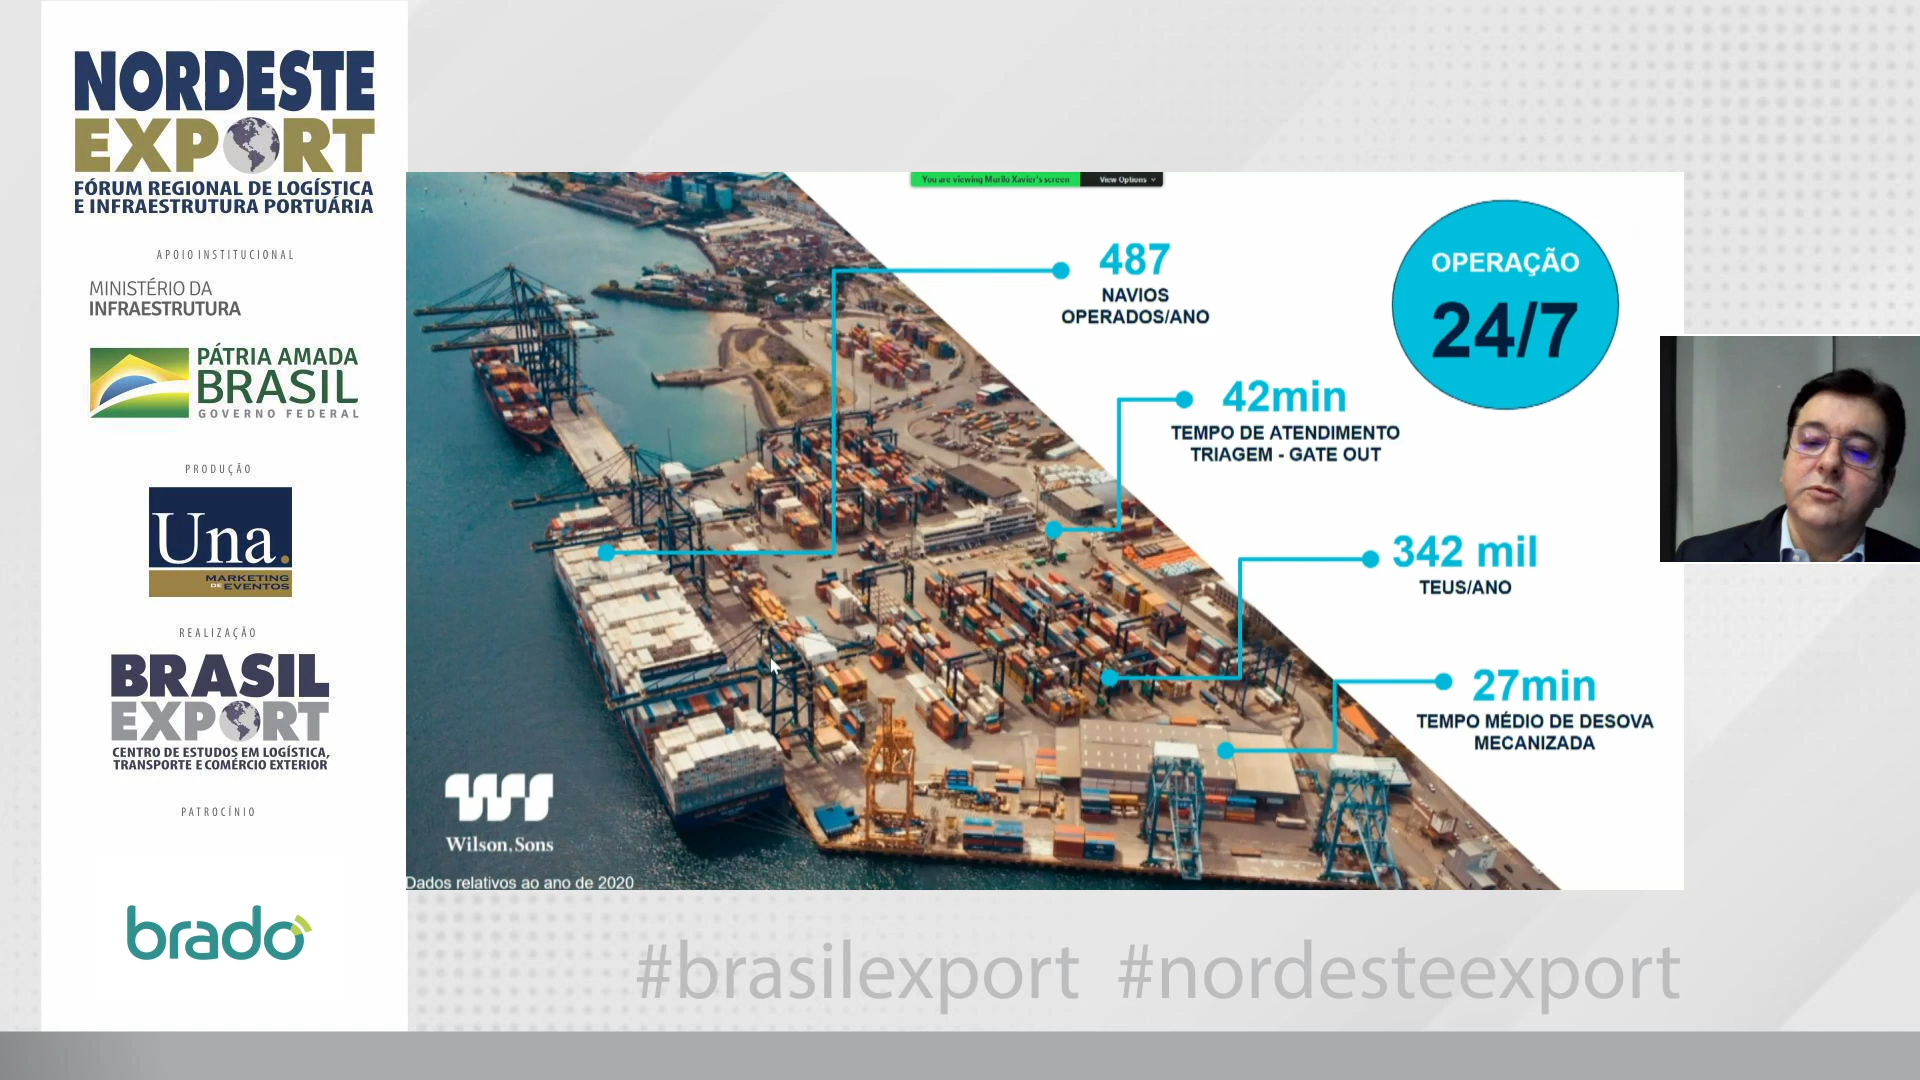 NORDESTE
EXPORT
FÓRUM REGIONAL DE LOGÍSTICA
E INFRAESTRUTURA PORTUÁRIA
APOIO INSTITUCIONAL
MINISTÉRIO DA
INFRAESTRUTURA
PÁTRIA AMADA
BRASIL
GOVERNO FEDERAL
PRODUÇÃO
Una.
MARKETING
DE EVENTOS
REALIZAÇÃO
BRASIL
EXPORT
CENTRO DE ESTUDOS EM LOGÍSTICA,
TRANSPORTE E COMÉRCIO EXTERIOR
PATROCÍNIO
brado
You are viewing Murilo Xavier's screen View Options
487
NAVIOS
OPERADOS/ANO
OPERAÇÃO
24/7
42min
TEMPO DE ATENDIMENTO
TRIAGEM - GATE OUT
342 mil
TEUS/ANO
27min
TEMPO MÉDIO DE DESOVA
MECANIZADA
Wilson, Sons
Dados relativos ao ano de 2020
#brasilexport #nordesteexport